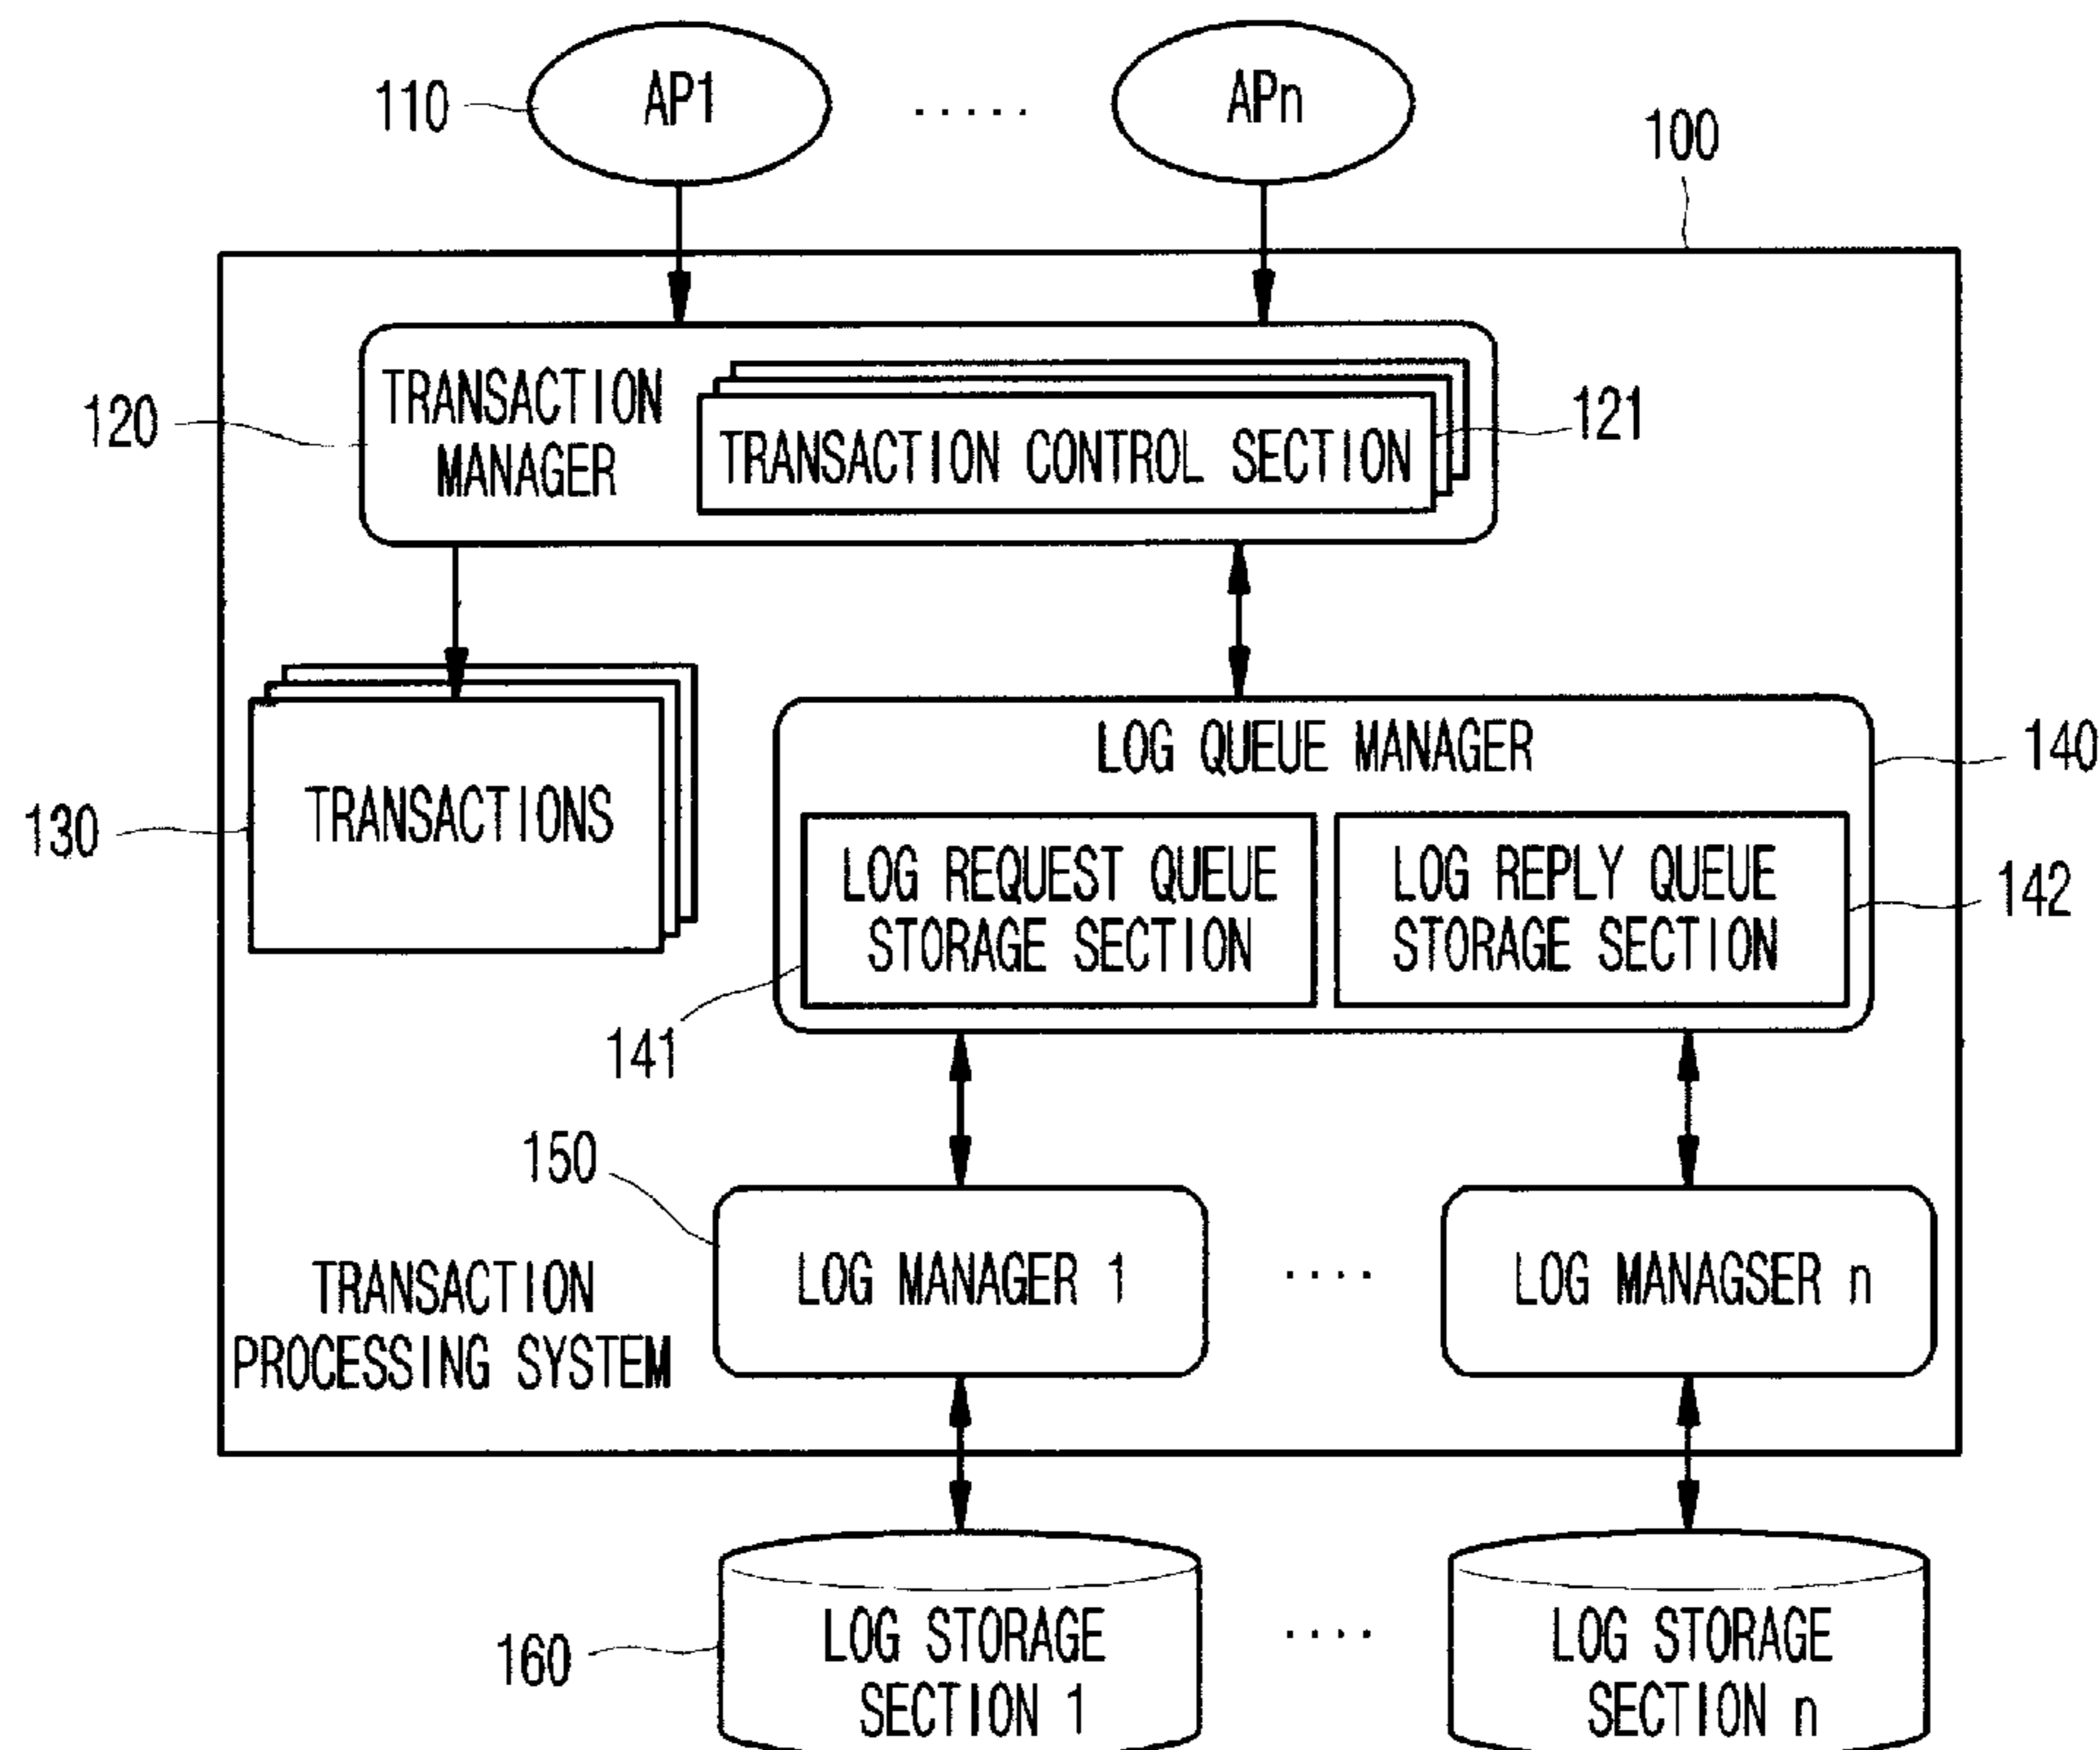 110
AP1
.....
APn
100
120
TRANSACTION
MANAGER
TRANSACTION CONTROL SECTION
121
130
TRANSACTIONS
LOG QUEUE MANAGER
140
LOG REQUEST QUEUE
STORAGE SECTION
LOG REPLY QUEUE
STORAGE SECTION
142
141
150
LOG MANAGER 1
....
LOG MANAGSER n
TRANSACTION
PROCESSING SYSTEM
160
LOG STORAGE
SECTION 1
....
LOG STORAGE
SECTION n